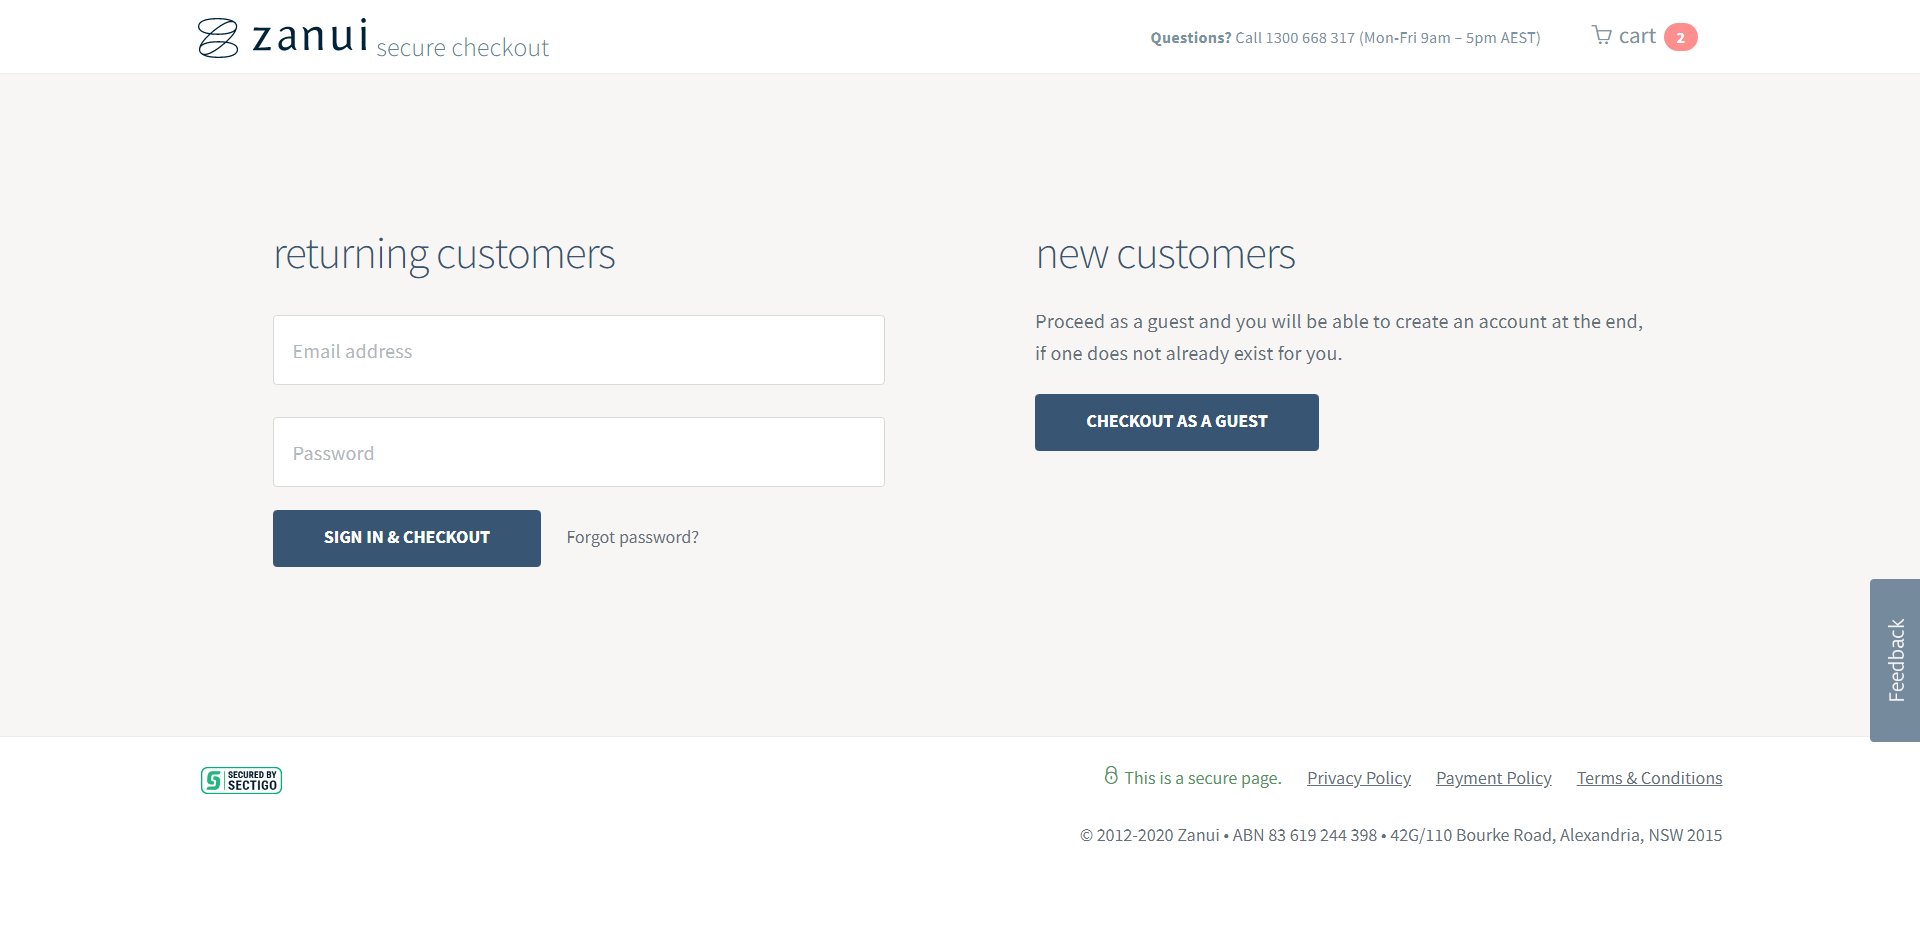 zanui secure checkout
Questions? Call 1300 668 317 (Mon-Fri 9am – 5pm AEST)
cart 2
returning customers
Email address
Password
SIGN IN & CHECKOUT
Forgot password?
new customers
Proceed as a guest and you will be able to create an account at the end,
if one does not already exist for you.
CHECKOUT AS A GUEST
Feedback
SECURED BY
SECTIGO
This is a secure page. Privacy Policy Payment Policy Terms & Conditions
© 2012-2020 Zanui • ABN 83 619 244 398 • 42G/110 Bourke Road, Alexandria, NSW 2015